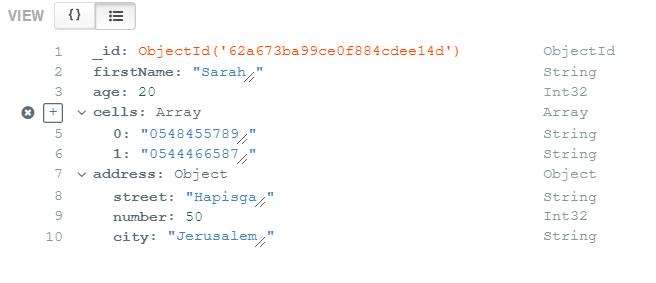 VIEW {}
1 _id: ObjectId('62a673ba99ce0f884cdee14d') ObjectId
2 firstName: "Sarah" String
3 age: 20 Int32
+ cells: Array Array
5 0: "0548455789" String
6 1: "0544466587" String
7 address: Object Object
8 street: "Hapisga" String
9 number: 50 Int32
10 city: "Jerusalem" String